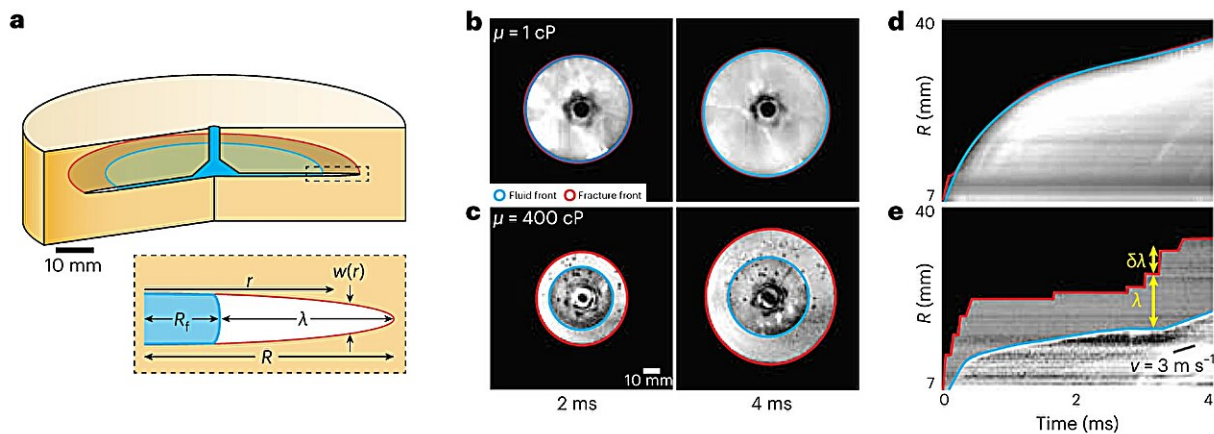 a
10 mm
r
w(r)
R_f
λ
R
b
μ = 1 cP
Fluid front
Fracture front
c
μ = 400 cP
10 mm
2 ms
4 ms
d
40
R (mm)
7
e
40
δλ
λ
R (mm)
v = 3 m s⁻¹
7
0
2
4
Time (ms)